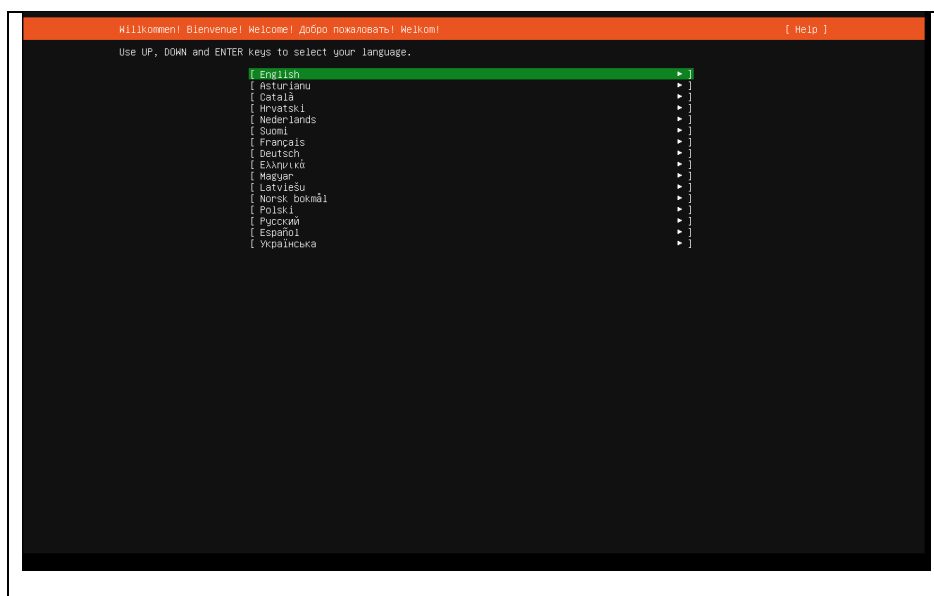 Willkommen! Bienvenue! Welcome! Добро пожаловать! Welkom! [ Help ]
Use UP, DOWN and ENTER keys to select your language.
[ English ► ]
[ Asturianu ► ]
[ Català ► ]
[ Hrvatski ► ]
[ Nederlands ► ]
[ Suomi ► ]
[ Français ► ]
[ Deutsch ► ]
[ Ελληνικά ► ]
[ Magyar ► ]
[ Latviešu ► ]
[ Norsk bokmål ► ]
[ Polski ► ]
[ Русский ► ]
[ Español ► ]
[ Українська ► ]